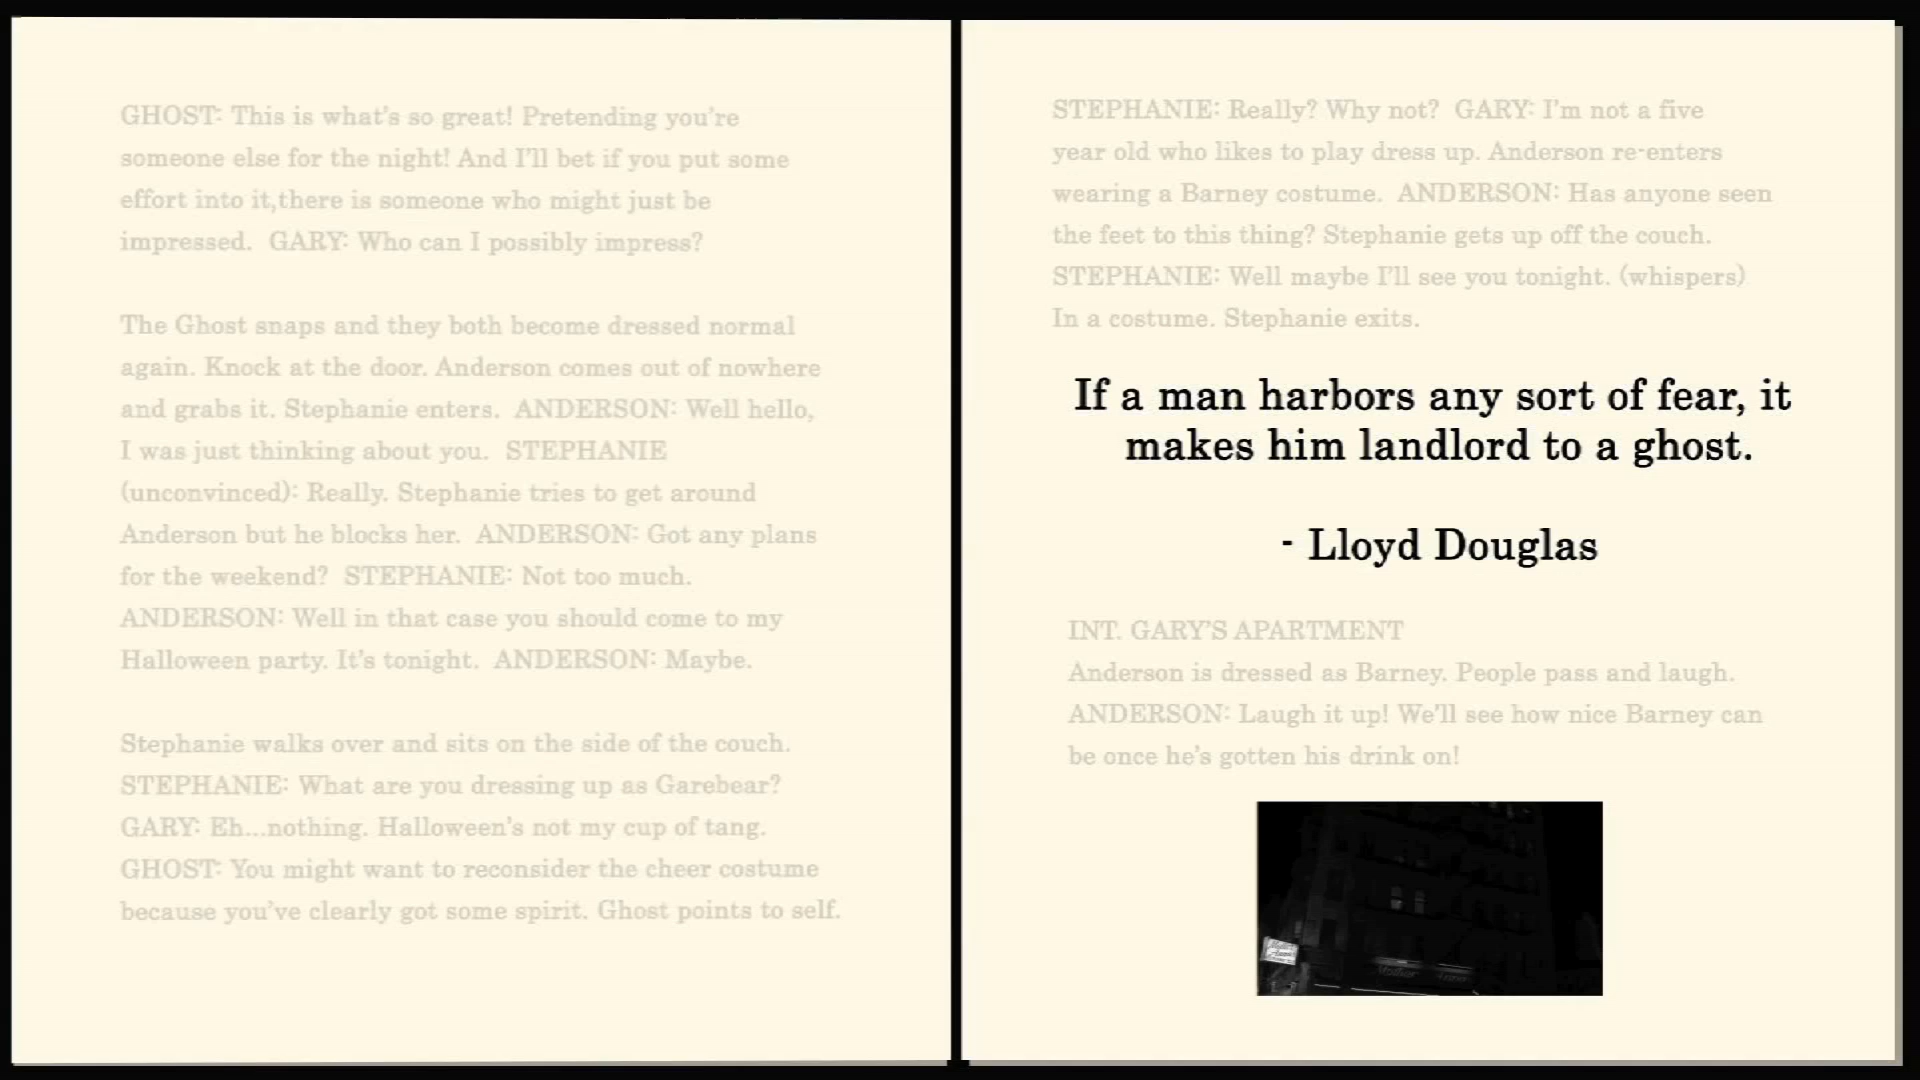 GHOST: This is what's so great! Pretending you're
someone else for the night! And I'll bet if you put some
effort into it,there is someone who might just be
impressed.  GARY: Who can I possibly impress?
The Ghost snaps and they both become dressed normal
again. Knock at the door. Anderson comes out of nowhere
and grabs it. Stephanie enters.  ANDERSON: Well hello,
I was just thinking about you.  STEPHANIE
(unconvinced): Really. Stephanie tries to get around
Anderson but he blocks her.  ANDERSON: Got any plans
for the weekend?  STEPHANIE: Not too much.
ANDERSON: Well in that case you should come to my
Halloween party. It's tonight.  ANDERSON: Maybe.
Stephanie walks over and sits on the side of the couch.
STEPHANIE: What are you dressing up as Garebear?
GARY: Eh...nothing. Halloween's not my cup of tang.
GHOST: You might want to reconsider the cheer costume
because you've clearly got some spirit. Ghost points to self.
STEPHANIE: Really? Why not?  GARY: I'm not a five
year old who likes to play dress up. Anderson re-enters
wearing a Barney costume.  ANDERSON: Has anyone seen
the feet to this thing? Stephanie gets up off the couch.
STEPHANIE: Well maybe I'll see you tonight. (whispers)
In a costume. Stephanie exits.
If a man harbors any sort of fear, it
makes him landlord to a ghost.
- Lloyd Douglas
INT. GARY'S APARTMENT
Anderson is dressed as Barney. People pass and laugh.
ANDERSON: Laugh it up! We'll see how nice Barney can
be once he's gotten his drink on!